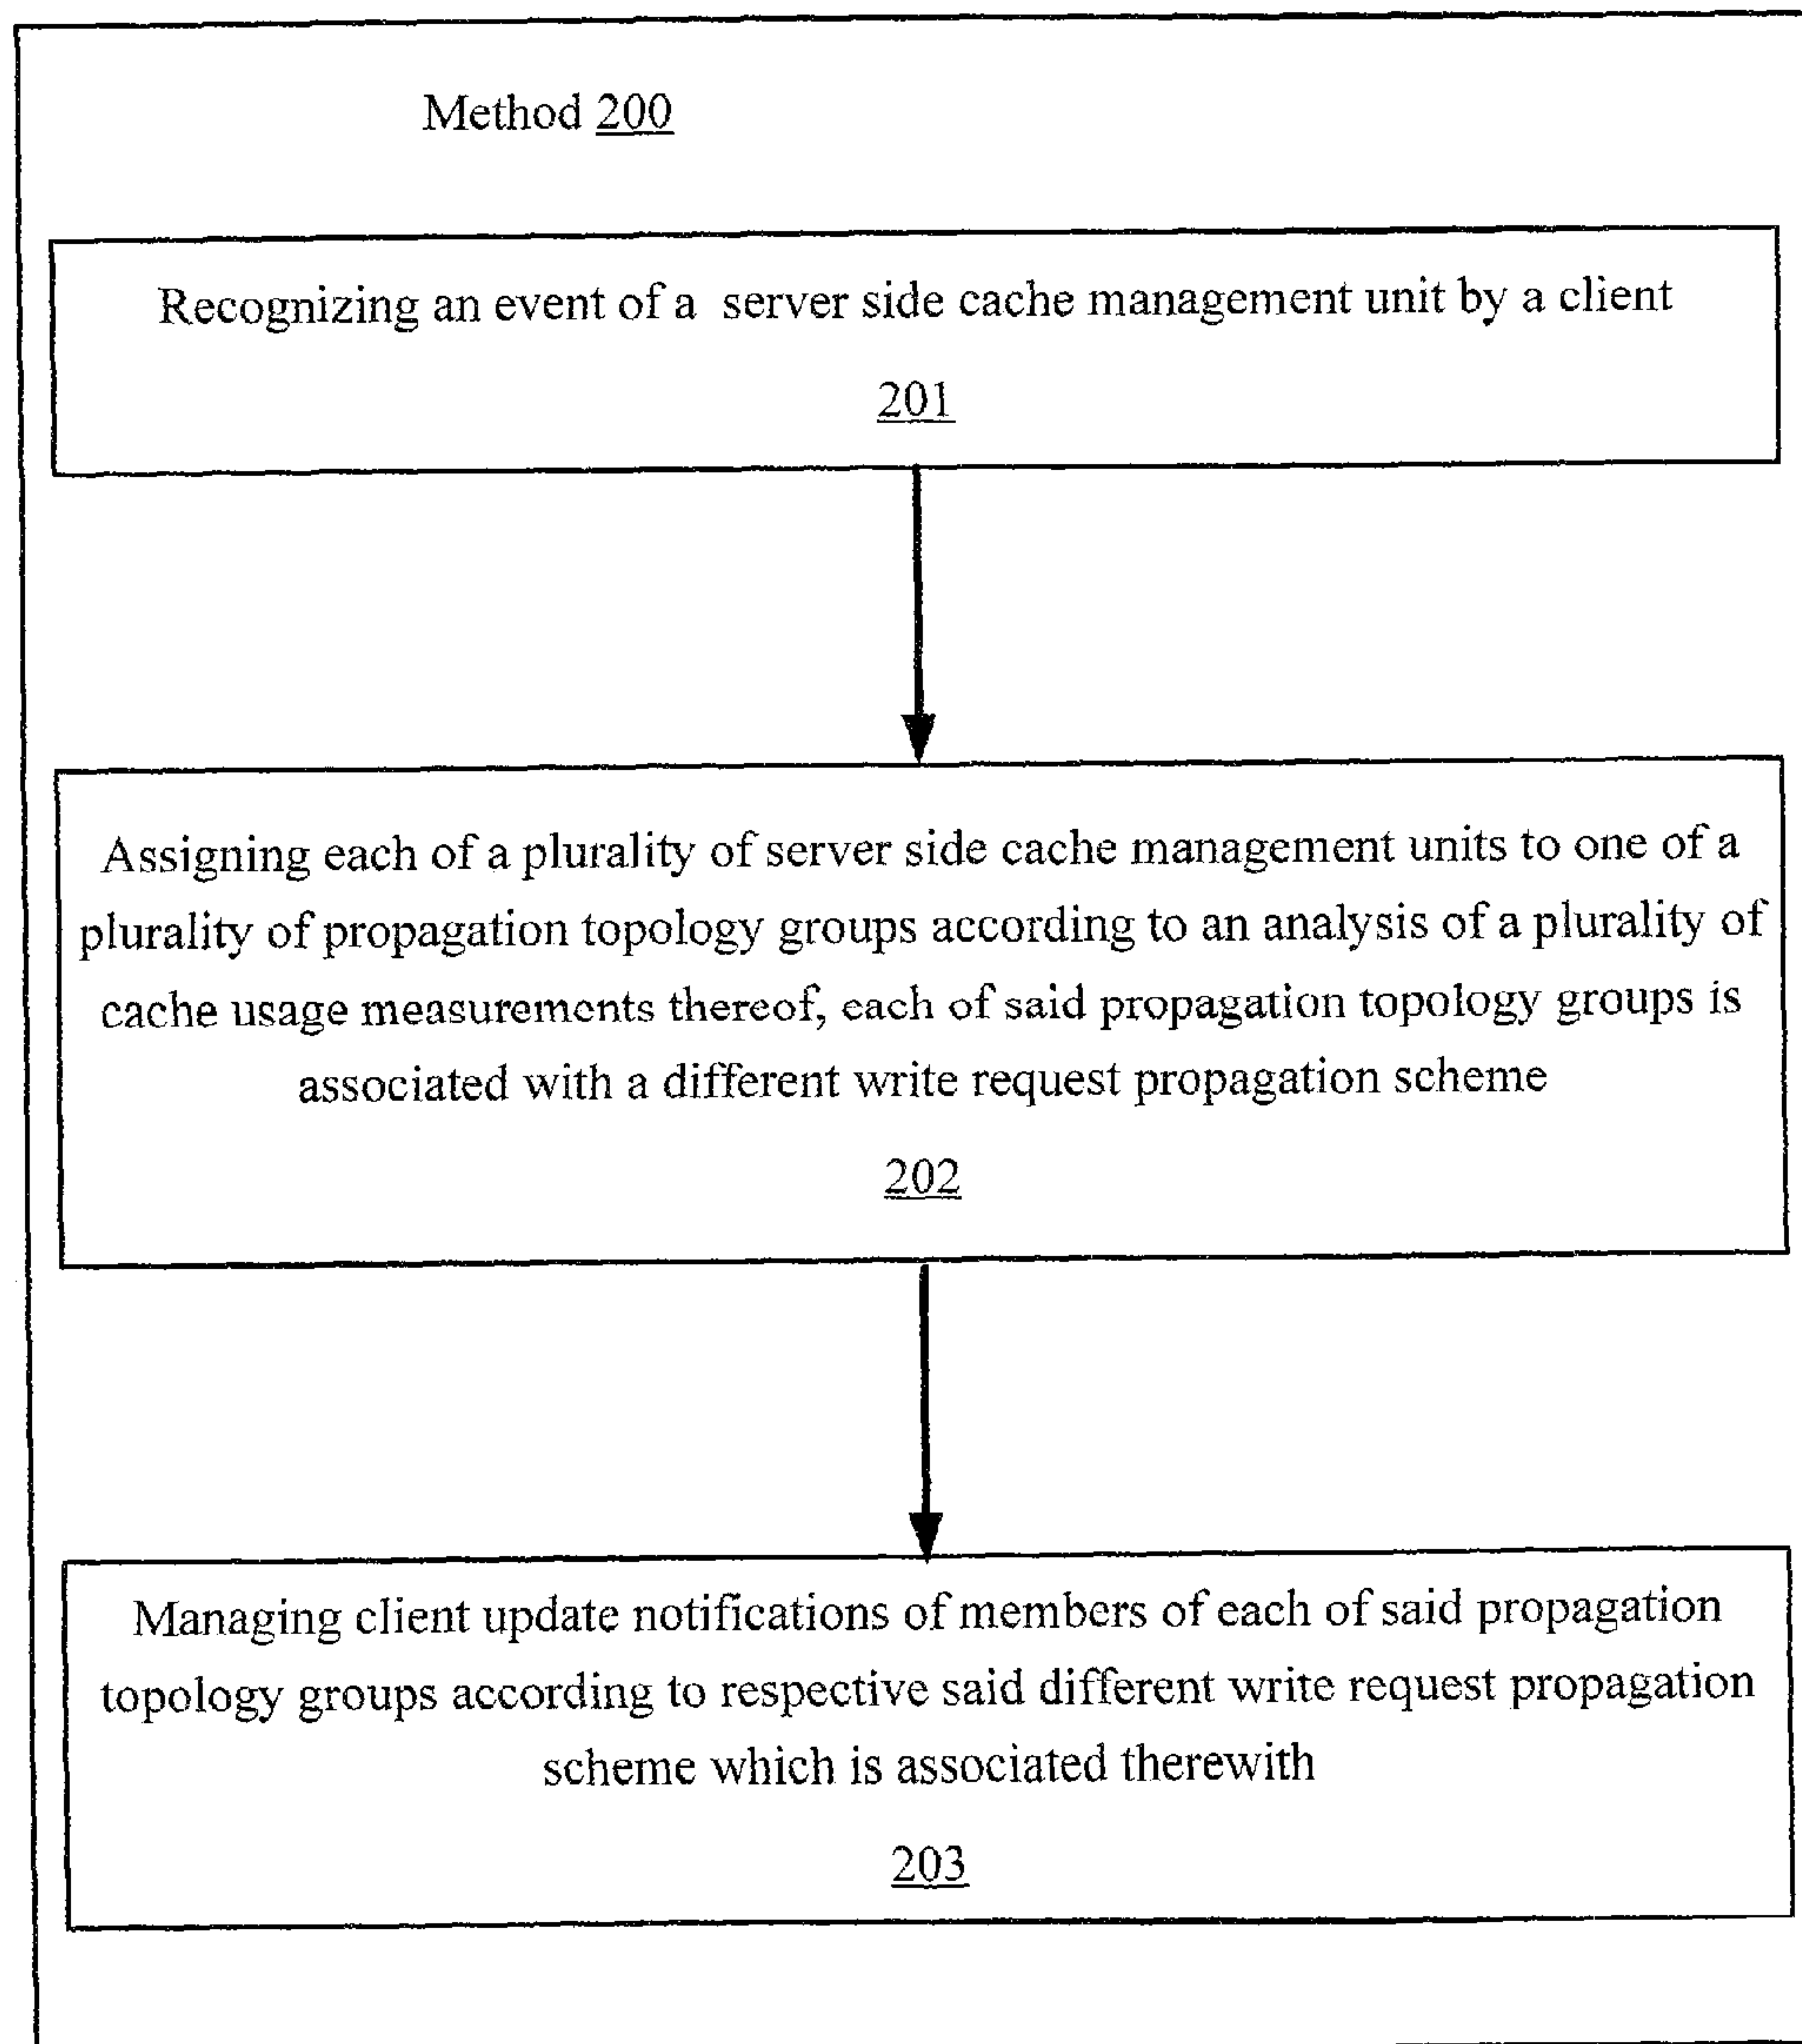 Method 200
Recognizing an event of a server side cache management unit by a client
201
Assigning each of a plurality of server side cache management units to one of a
plurality of propagation topology groups according to an analysis of a plurality of
cache usage measurements thereof, each of said propagation topology groups is
associated with a different write request propagation scheme
202
Managing client update notifications of members of each of said propagation
topology groups according to respective said different write request propagation
scheme which is associated therewith
203